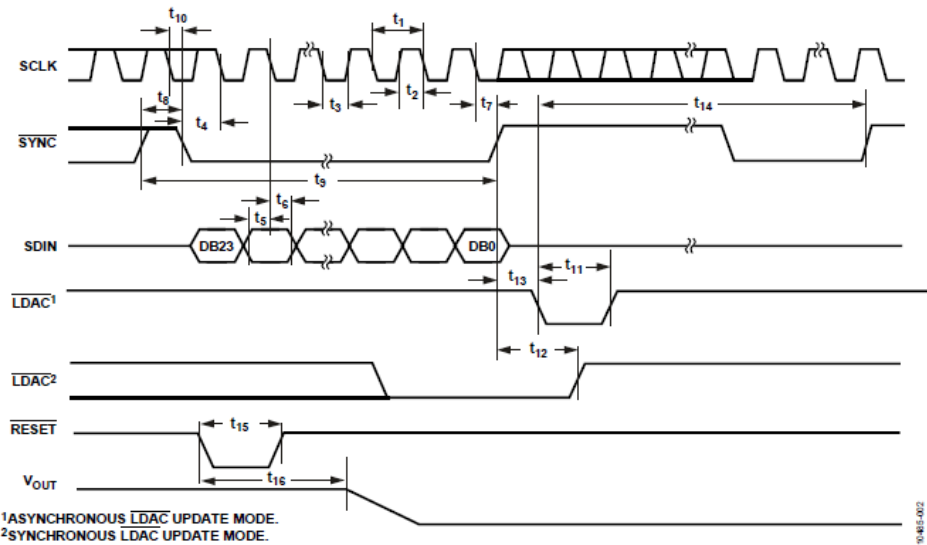 t10
t1
SCLK
t8
t4
t3
t2
t7
t14
SYNC
t9
t6
t5
SDIN
DB23
DB0
t13
t11
LDAC1
t12
LDAC2
RESET
t15
t16
VOUT
1ASYNCHRONOUS LDAC UPDATE MODE.
2SYNCHRONOUS LDAC UPDATE MODE.
10485-002